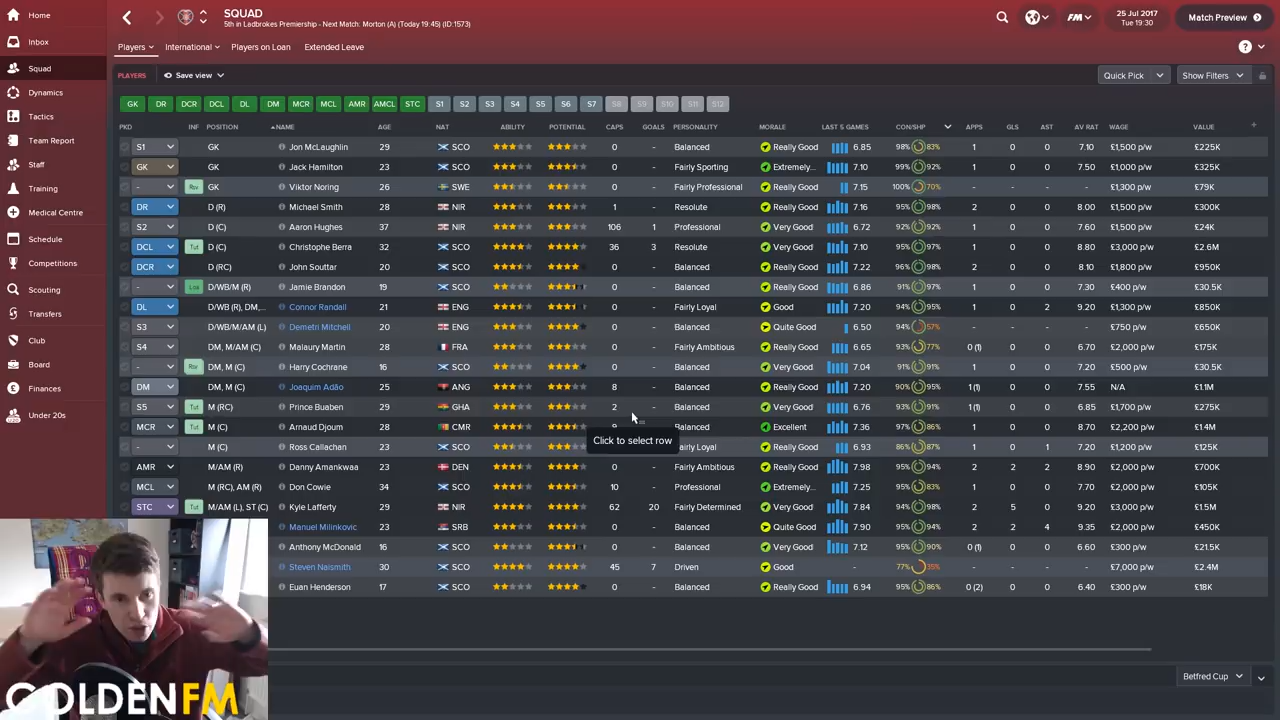 Home
Inbox
Squad
Dynamics
Tactics
Team Report
Staff
Training
Medical Centre
Schedule
Competitions
Scouting
Transfers
Club
Board
Finances
Under 20s
SQUAD
5th in Ladbrokes Premiership - Next Match: Morton (A) (Today 19:45) (ID:1573)
FM
25 Jul 2017
Tue 19:30
Match Preview
Players International Players on Loan Extended Leave
?
PLAYERS Save view Quick Pick Show Filters
GK DR DCR DCL DL DM MCR MCL AMR AMCL STC S1 S2 S3 S4 S5 S6 S7 S8 S9 S10 S11 S12
PKD INF POSITION NAME AGE NAT ABILITY POTENTIAL CAPS GOALS PERSONALITY MORALE LAST 5 GAMES CON/SHP APPS GLS AST AV RAT WAGE VALUE
S1 GK Jon McLaughlin 29 SCO 0 - Balanced Really Good 6.85 98% 83% 1 0 0 7.10 £1,500 p/w £225K
GK GK Jack Hamilton 23 SCO 0 - Fairly Sporting Extremely... 7.10 99% 92% 1 0 0 7.50 £1,000 p/w £325K
- Rsv GK Viktor Noring 26 SWE 0 - Fairly Professional Really Good 7.15 100% 70% - - - - £1,300 p/w £79K
DR D (R) Michael Smith 28 NIR 1 - Resolute Really Good 7.16 95% 98% 2 0 0 8.00 £1,500 p/w £300K
S2 D (C) Aaron Hughes 37 NIR 106 1 Professional Very Good 6.72 92% 92% 1 0 0 7.60 £1,500 p/w £24K
DCL Tut D (C) Christophe Berra 32 SCO 36 3 Resolute Really Good 7.10 95% 97% 1 0 0 8.80 £3,000 p/w £2.6M
DCR D (RC) John Souttar 20 SCO 0 - Balanced Really Good 7.22 96% 98% 2 0 0 8.10 £1,800 p/w £950K
- Loa D/WB/M (R) Jamie Brandon 19 SCO 0 - Balanced Really Good 6.86 91% 97% 1 0 0 7.30 £400 p/w £30.5K
DL D/WB (R), DM,... Connor Randall 21 ENG 0 - Fairly Loyal Good 7.20 94% 95% 1 0 2 9.20 £1,300 p/w £850K
S3 D/WB/M/AM (L) Demetri Mitchell 20 ENG 0 - Balanced Quite Good 6.50 94% 57% - - - - £750 p/w £650K
S4 DM, M/AM (C) Malaury Martin 28 FRA 0 - Fairly Ambitious Really Good 6.65 93% 77% 0 (1) 0 0 6.70 £2,000 p/w £175K
- Rsv DM, M (C) Harry Cochrane 16 SCO 0 - Balanced Very Good 7.04 91% 91% 1 0 0 7.20 £500 p/w £30.5K
DM DM, M (C) Joaquim Adão 25 ANG 8 - Balanced Really Good 7.20 90% 95% 1 (1) 0 0 7.55 N/A £1.1M
S5 Tut M (RC) Prince Buaben 29 GHA 2 - Balanced Very Good 6.76 93% 91% 1 (1) 0 0 6.85 £1,700 p/w £275K
MCR Tut M (C) Arnaud Djoum 28 CMR Balanced Excellent 7.36 97% 86% 1 0 0 7.90 £2,200 p/w £1.4M
Click to select row
- M (C) Ross Callachan 23 SCO Fairly Loyal Really Good 6.93 86% 87% 1 0 1 7.20 £1,200 p/w £125K
AMR M/AM (R) Danny Amankwaa 23 DEN 0 - Fairly Ambitious Really Good 7.98 95% 94% 2 2 2 8.90 £2,000 p/w £700K
MCL M (RC), AM (R) Don Cowie 34 SCO 10 - Professional Extremely... 7.25 95% 83% 1 0 0 7.70 £2,000 p/w £105K
STC Tut M/AM (L), ST (C) Kyle Lafferty 29 NIR 62 20 Fairly Determined Very Good 7.84 94% 98% 2 5 0 9.20 £3,000 p/w £1.5M
Manuel Milinkovic 23 SRB 0 - Balanced Quite Good 7.90 95% 94% 2 2 4 9.35 £2,000 p/w £450K
Anthony McDonald 16 SCO 0 - Balanced Very Good 7.12 95% 90% 0 (1) 0 0 6.60 £300 p/w £21.5K
Steven Naismith 30 SCO 45 7 Driven Good - 77% 35% - - - - £7,000 p/w £2.4M
Euan Henderson 17 SCO 0 - Balanced Really Good 6.94 95% 86% 0 (2) 0 0 6.40 £300 p/w £18K
Betfred Cup
GOLDENFM